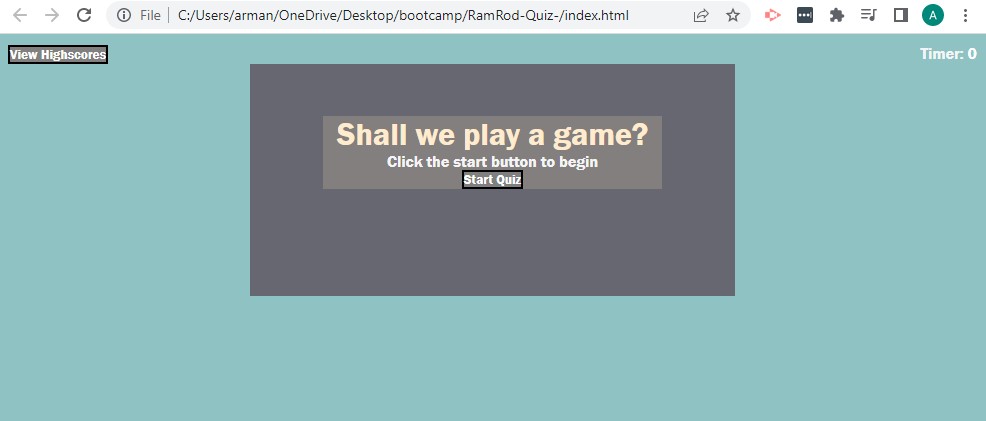 File
C:/Users/arman/OneDrive/Desktop/bootcamp/RamRod-Quiz-/index.html
A
View Highscores
Timer: 0
Shall we play a game?
Click the start button to begin
Start Quiz